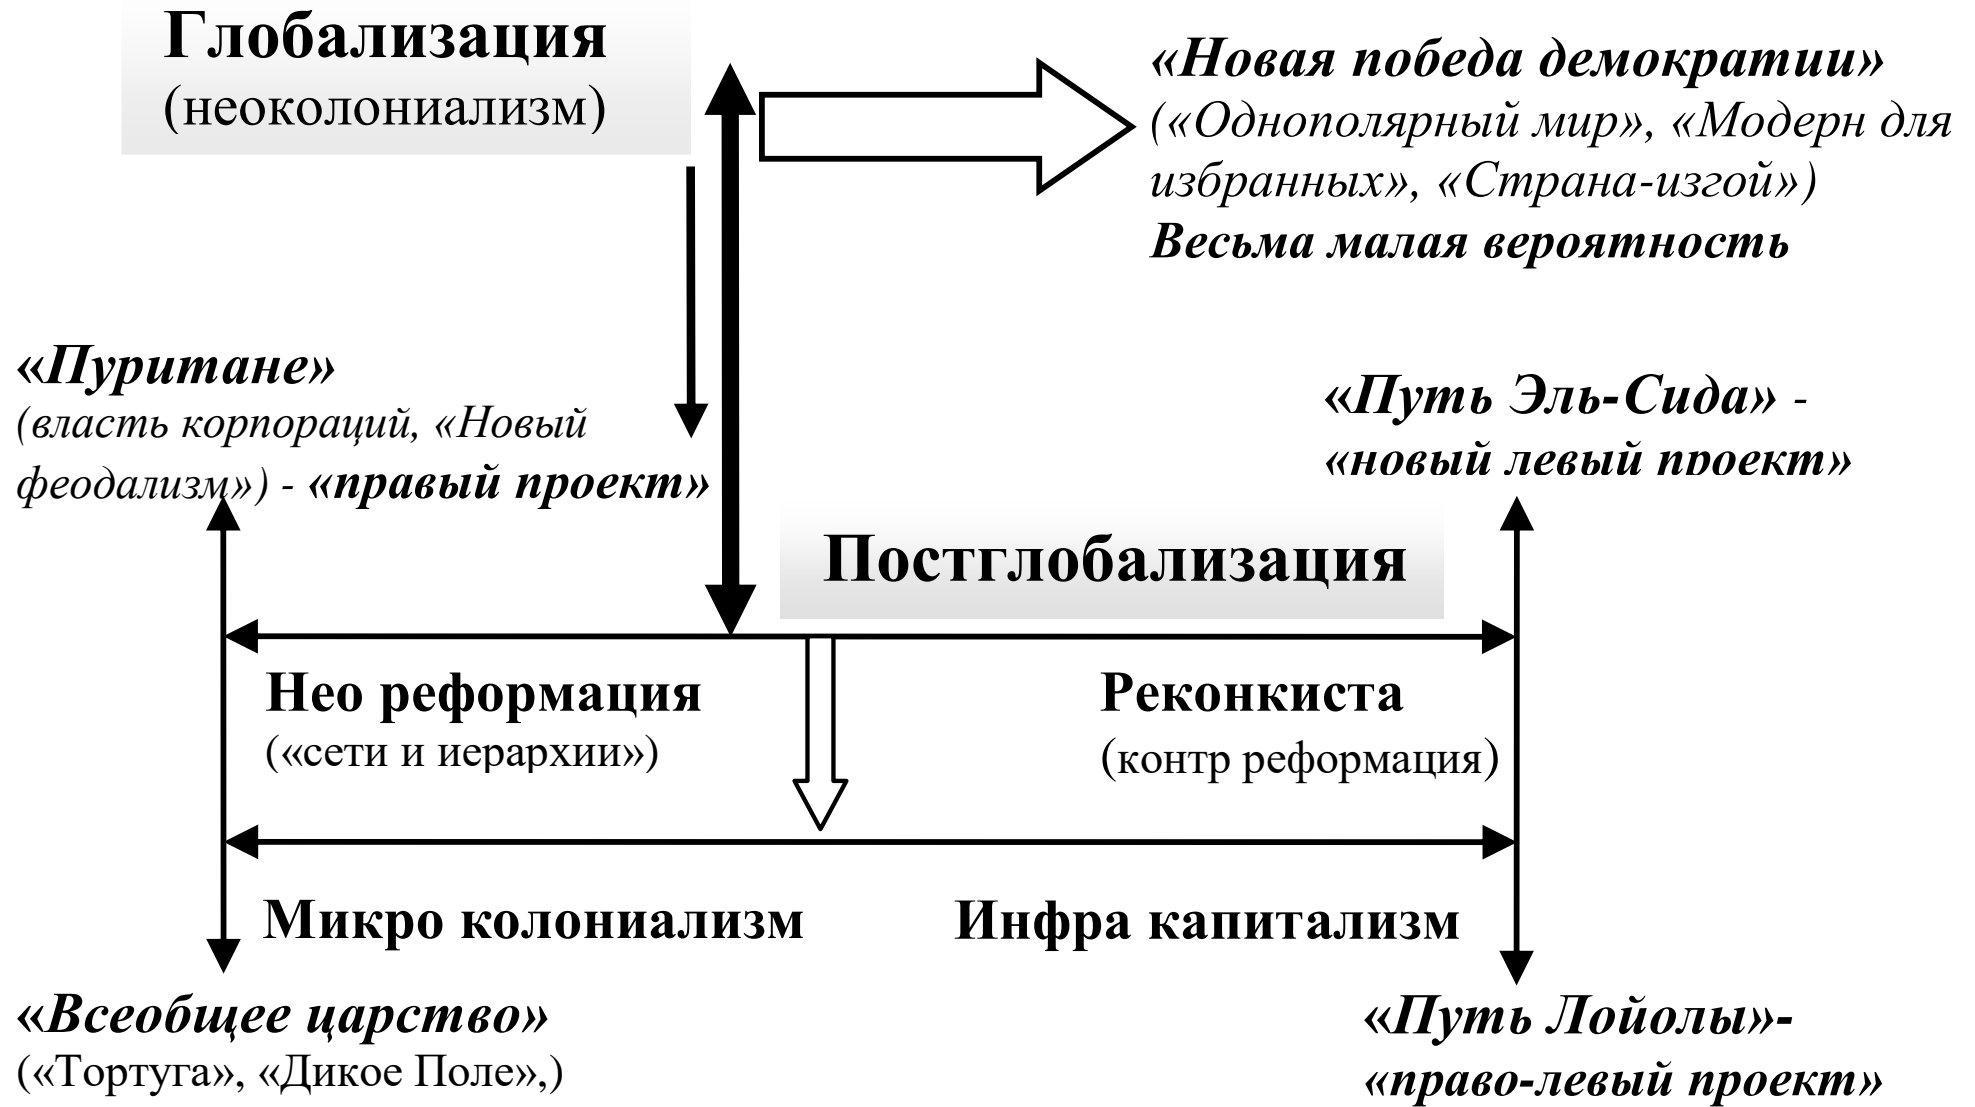 Глобализация
(неоколониализм)
«Новая победа демократии»
(«Однополярный мир», «Модерн для
избранных», «Страна-изгой»)
Весьма малая вероятность
«Пуритане»
(власть корпораций, «Новый
феодализм») - «правый проект»
«Путь Эль-Сида» -
«новый левый проект»
Постглобализация
Нео реформация
(«сети и иерархии»)
Реконкиста
(контр реформация)
Микро колониализм
Инфра капитализм
«Всеобщее царство»
(«Тортуга», «Дикое Поле»,)
«Путь Лойолы»-
«право-левый проект»